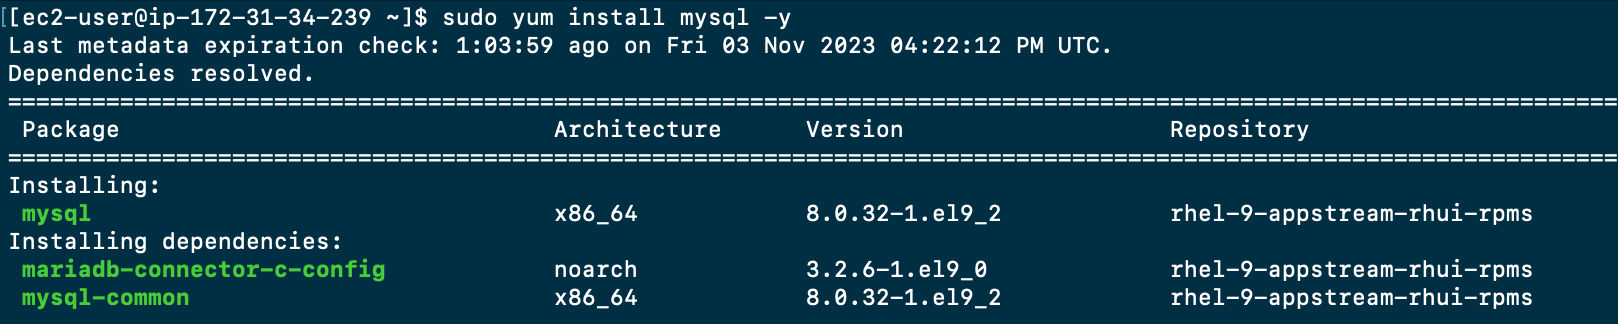 [[ec2-user@ip-172-31-34-239 ~]$ sudo yum install mysql -y
Last metadata expiration check: 1:03:59 ago on Fri 03 Nov 2023 04:22:12 PM UTC.
Dependencies resolved.
===================================================================================================================
Package Architecture Version Repository
===================================================================================================================
Installing:
mysql x86_64 8.0.32-1.el9_2 rhel-9-appstream-rhui-rpms
Installing dependencies:
mariadb-connector-c-config noarch 3.2.6-1.el9_0 rhel-9-appstream-rhui-rpms
mysql-common x86_64 8.0.32-1.el9_2 rhel-9-appstream-rhui-rpms